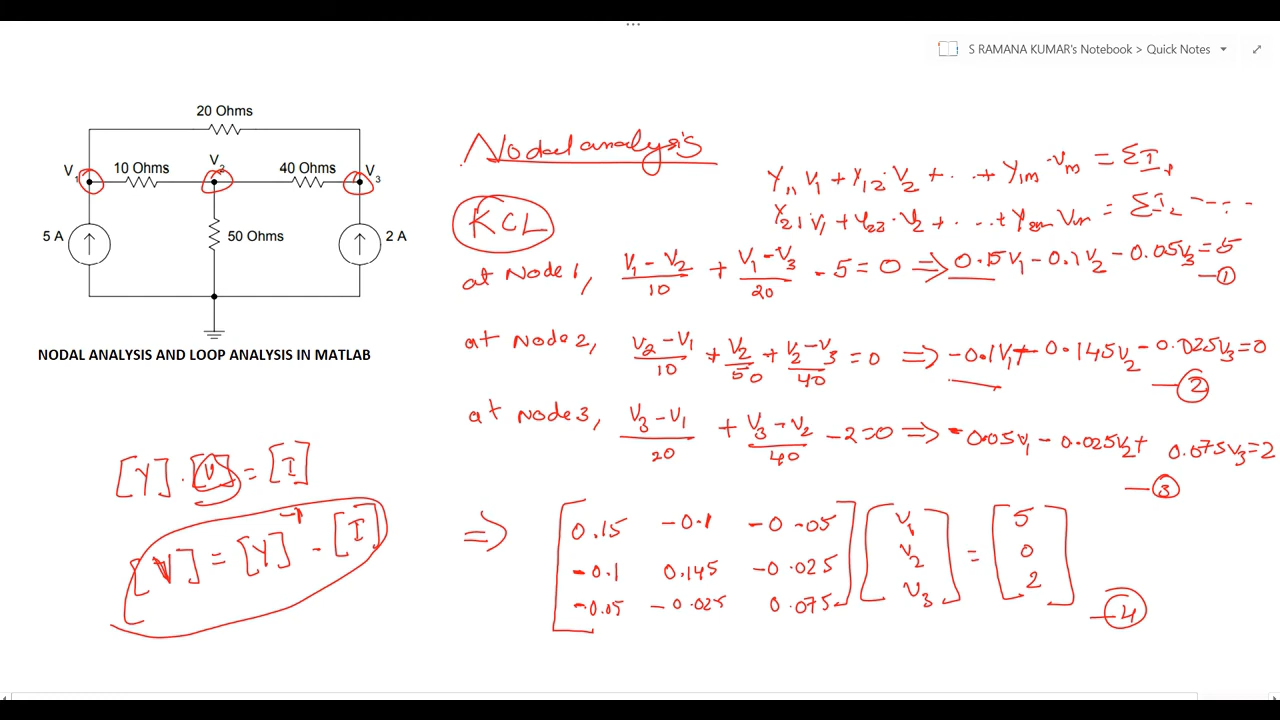 S RAMANA KUMAR's Notebook > Quick Notes
20 Ohms
V1 10 Ohms V2 40 Ohms V3
5 A 50 Ohms 2 A
NODAL ANALYSIS AND LOOP ANALYSIS IN MATLAB
[Y] . [V] = [I]
[V] = [Y]^-1 - [I]
Nodal analysis
Y11 V1 + Y12 . V2 + . . + Y1m . Vm = ΣI1
KCL
Y21 . V1 + Y22 . V2 + . . . + Y2m Vm = ΣI2 - - - -
at Node 1, (V1 - V2)/10 + (V1 - V3)/20 - 5 = 0 ⇒ 0.15V1 - 0.1V2 - 0.05V3 = 5 —①
at Node 2, (V2 - V1)/10 + V2/50 + (V2 - V3)/40 = 0 ⇒ -0.1V1 + 0.145V2 - 0.025V3 = 0 —②
at Node 3, (V3 - V1)/20 + (V3 - V2)/40 - 2 = 0 ⇒ -0.05V1 - 0.025V2 + 0.075V3 = 2 —③
⇒ [ 0.15 -0.1 -0.05 ] [ V1 ] = [ 5 ]
[ -0.1 0.145 -0.025 ] [ V2 ] [ 0 ]
[ -0.05 -0.025 0.075 ] [ V3 ] [ 2 ] —④